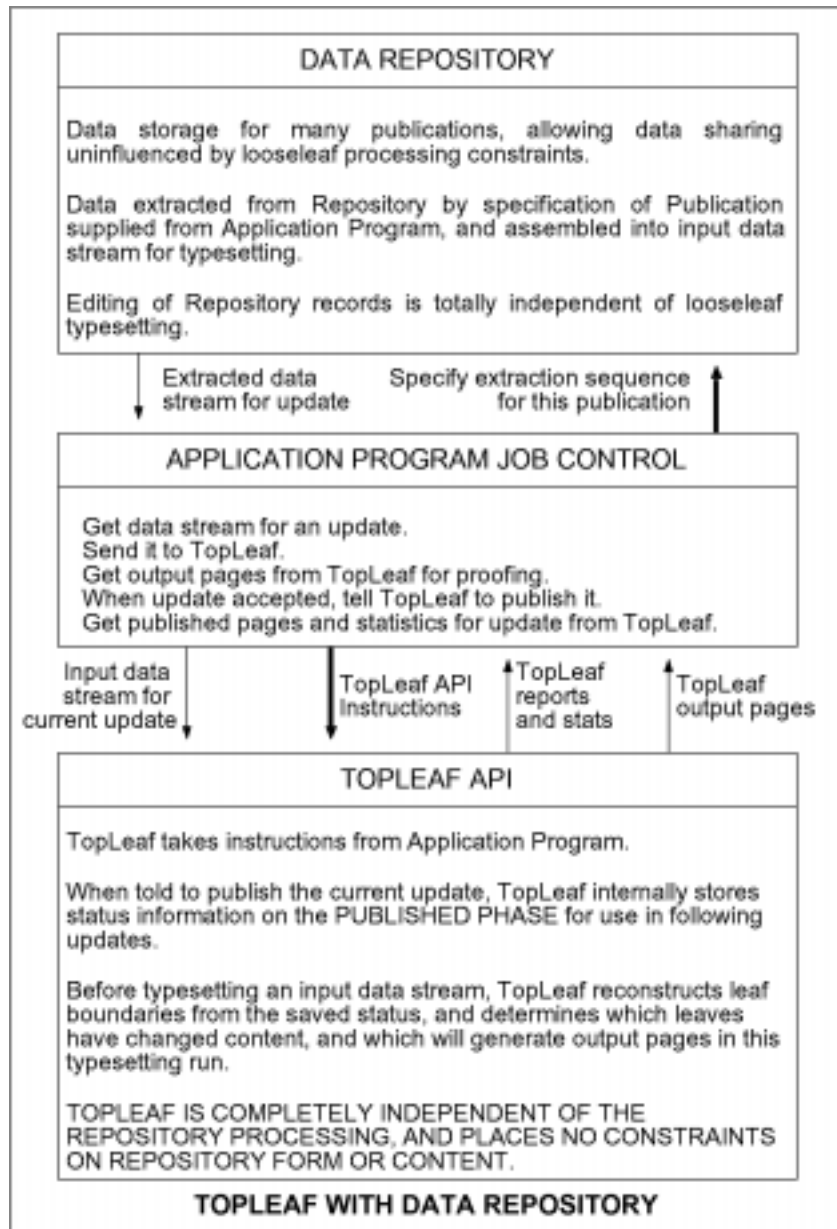 DATA REPOSITORY
Data storage for many publications, allowing data sharing
uninfluenced by looseleaf processing constraints.
Data extracted from Repository by specification of Publication
supplied from Application Program, and assembled into input data
stream for typesetting.
Editing of Repository records is totally independent of looseleaf
typesetting.
Extracted data
stream for update
Specify extraction sequence
for this publication
APPLICATION PROGRAM JOB CONTROL
Get data stream for an update.
Send it to TopLeaf.
Get output pages from TopLeaf for proofing.
When update accepted, tell TopLeaf to publish it.
Get published pages and statistics for update from TopLeaf.
Input data
stream for
current update
TopLeaf API
Instructions
TopLeaf
reports
and stats
TopLeaf
output pages
TOPLEAF API
TopLeaf takes instructions from Application Program.
When told to publish the current update, TopLeaf internally stores
status information on the PUBLISHED PHASE for use in following
updates.
Before typesetting an input data stream, TopLeaf reconstructs leaf
boundaries from the saved status, and determines which leaves
have changed content, and which will generate output pages in this
typesetting run.
TOPLEAF IS COMPLETELY INDEPENDENT OF THE
REPOSITORY PROCESSING, AND PLACES NO CONSTRAINTS
ON REPOSITORY FORM OR CONTENT.
TOPLEAF WITH DATA REPOSITORY